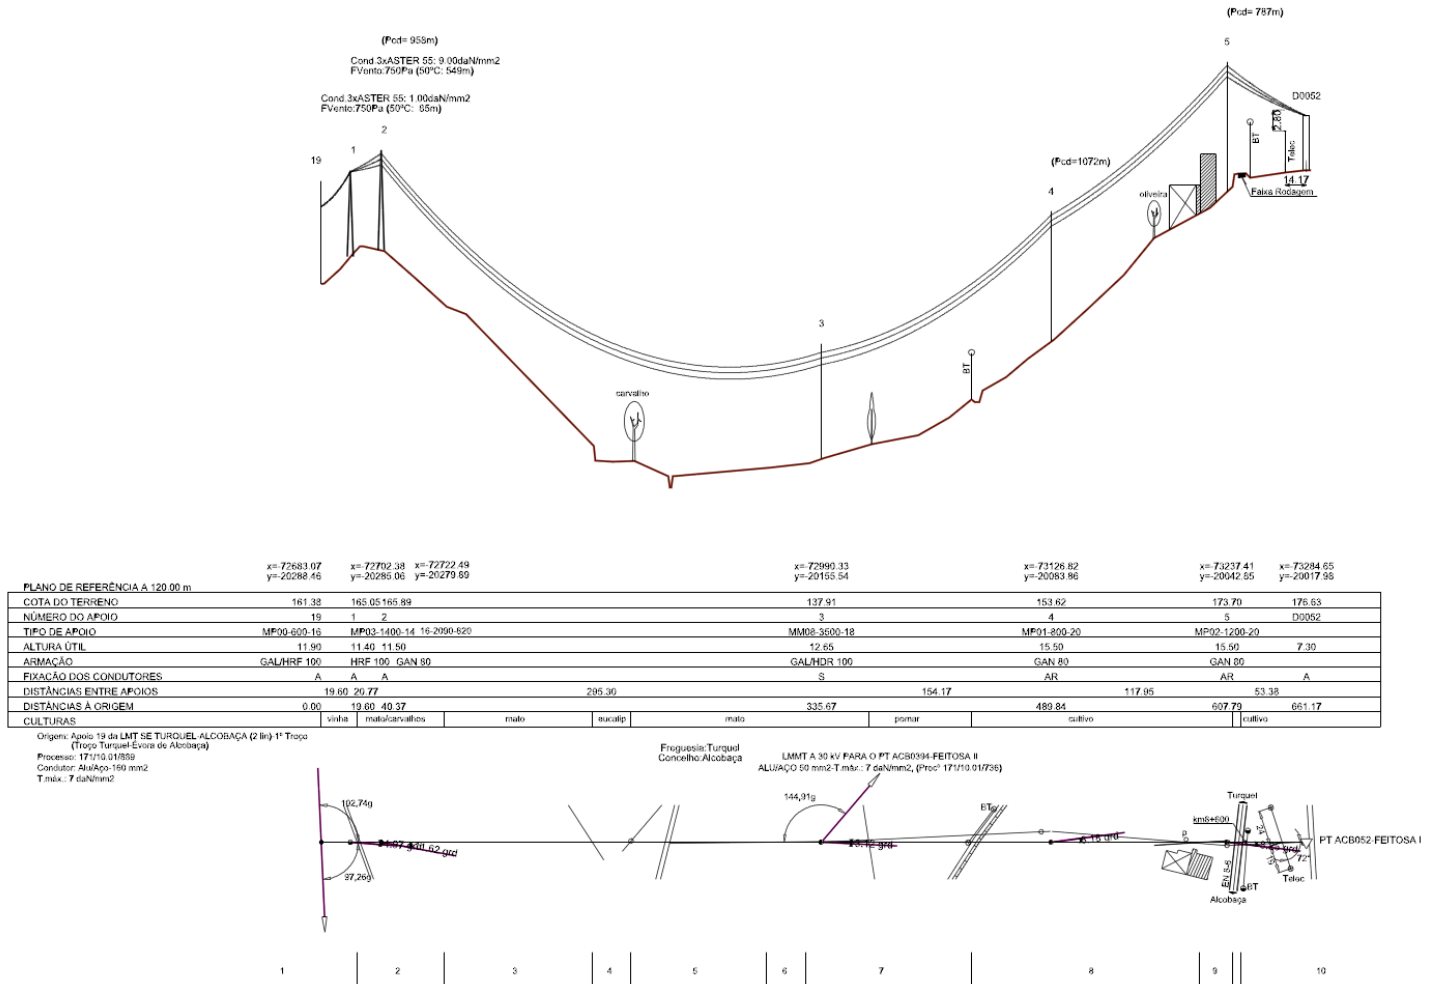 (Pcd= 787m)
5
(Pcd= 958m)
Cond.3xASTER 55: 9.00daN/mm2
FVento:750Pa (50ºC: 549m)
Cond.3xASTER 55: 1.00daN/mm2
FVento:750Pa (50ºC: 65m)
D0052
2.80
BT
Telec
2
1
19
(Pcd=1072m)
14.17
4
oliveira
Faixa Rodagem
3
BT
carvalho
x=-72683.07 x=-72702.38 x=-72722.49 x=-72990.33 x=-73126.82 x=-73237.41 x=-73284.65
y=-20288.46 y=-20285.06 y=-20279.89 y=-20155.54 y=-20083.86 y=-20042.85 y=-20017.98
PLANO DE REFERÊNCIA A 120.00 m
COTA DO TERRENO 161.38 165.05 165.89 137.91 153.62 173.70 176.63
NÚMERO DO APOIO 19 1 2 3 4 5 D0052
TIPO DE APOIO MP00-600-16 MP03-1400-14 16-2090-820 MM08-3500-18 MP01-800-20 MP02-1200-20
ALTURA ÚTIL 11.90 11.40 11.50 12.65 15.50 15.50 7.30
ARMAÇÃO GAL/HRF 100 HRF 100 GAN 80 GAL/HDR 100 GAN 80 GAN 80
FIXAÇÃO DOS CONDUTORES A A A S AR AR A
DISTÂNCIAS ENTRE APOIOS 19.60 20.77 295.30 154.17 117.95 53.38
DISTÂNCIAS À ORIGEM 0.00 19.60 40.37 335.67 489.84 607.79 661.17
CULTURAS vinha mato/carvalhos mato eucalip mato pomar cultivo cultivo
Origem: Apoio 19 da LMT SE TURQUEL-ALCOBAÇA (2 lin)-1º Troço
(Troço Turquel-Évora de Alcobaça)
Processo: 171/10.01/889
Condutor: Alu/Aço-160 mm2
T.máx.: 7 daN/mm2
Freguesia:Turquel
Concelho:Alcobaça
LMMT A 30 kV PARA O PT ACB0394-FEITOSA II
ALU/AÇO 50 mm2-T.máx.: 7 daN/mm2, (Procº 171/10.01/736)
102,74g
144,91g
BT
Turquel
km8+600
PT ACB052-FEITOSA I
72°
97,26g
EN 8-6
BT
Telec
Alcobaça
1 2 3 4 5 6 7 8 9 10